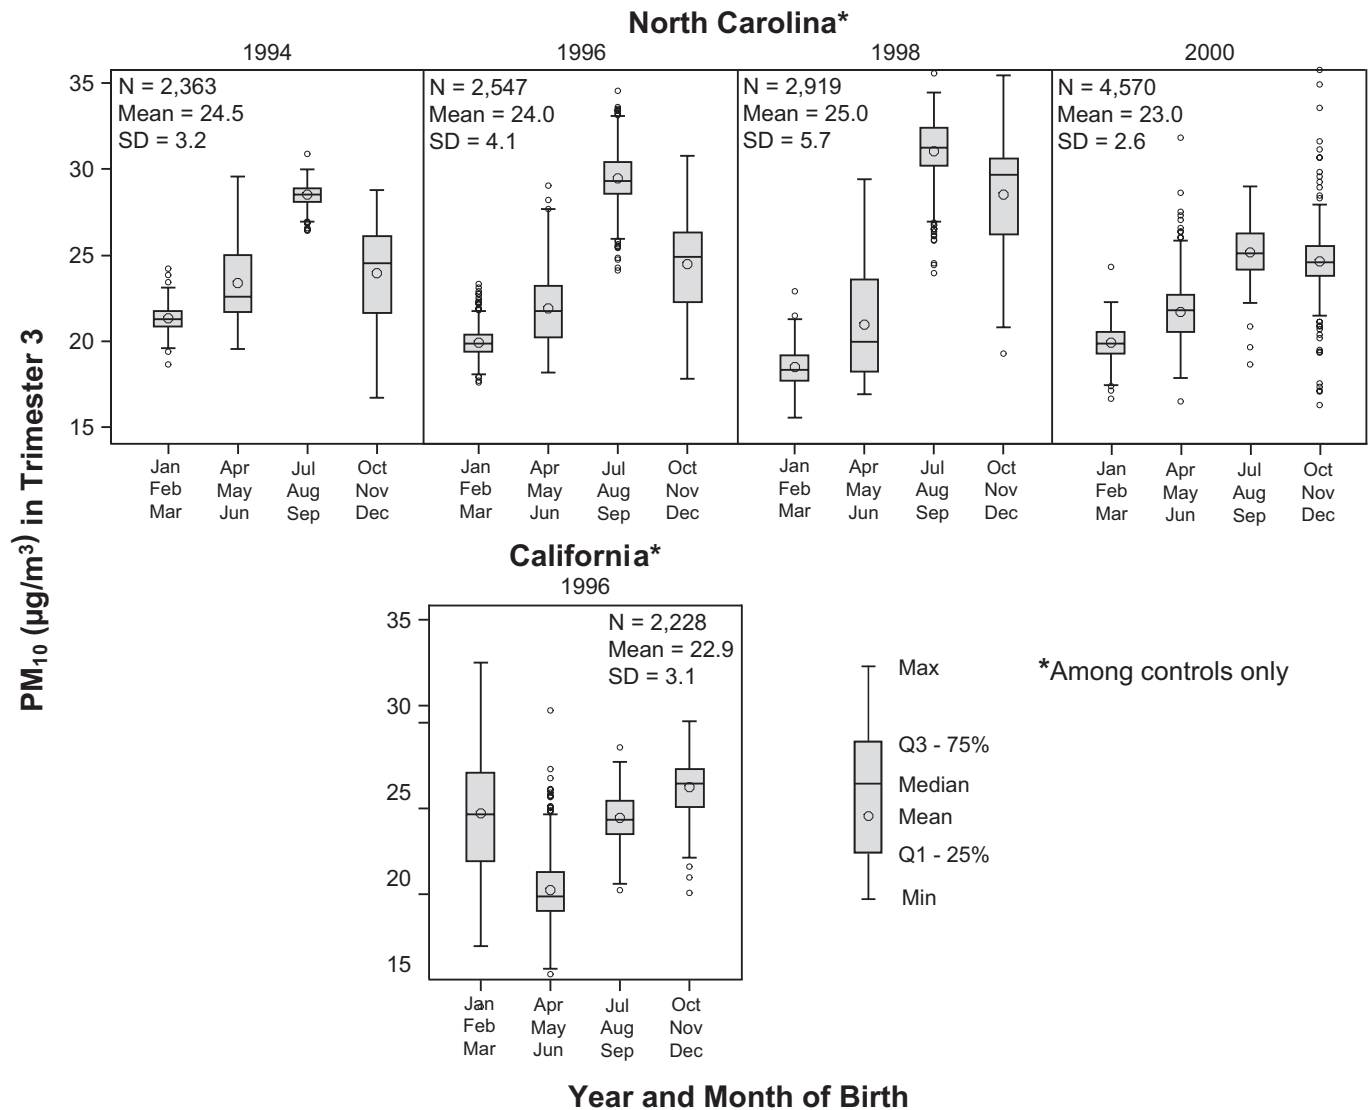 North Carolina*
1994
1996
1998
2000
N = 2,363
Mean = 24.5
SD = 3.2
N = 2,547
Mean = 24.0
SD = 4.1
N = 2,919
Mean = 25.0
SD = 5.7
N = 4,570
Mean = 23.0
SD = 2.6
35
30
25
20
15
Jan
Feb
Mar
Apr
May
Jun
Jul
Aug
Sep
Oct
Nov
Dec
Jan
Feb
Mar
Apr
May
Jun
Jul
Aug
Sep
Oct
Nov
Dec
Jan
Feb
Mar
Apr
May
Jun
Jul
Aug
Sep
Oct
Nov
Dec
Jan
Feb
Mar
Apr
May
Jun
Jul
Aug
Sep
Oct
Nov
Dec
PM₁₀ (µg/m³) in Trimester 3
California*
1996
N = 2,228
Mean = 22.9
SD = 3.1
35
30
25
20
15
Jan
Feb
Mar
Apr
May
Jun
Jul
Aug
Sep
Oct
Nov
Dec
Max
Q3 - 75%
Median
Mean
Q1 - 25%
Min
*Among controls only
Year and Month of Birth